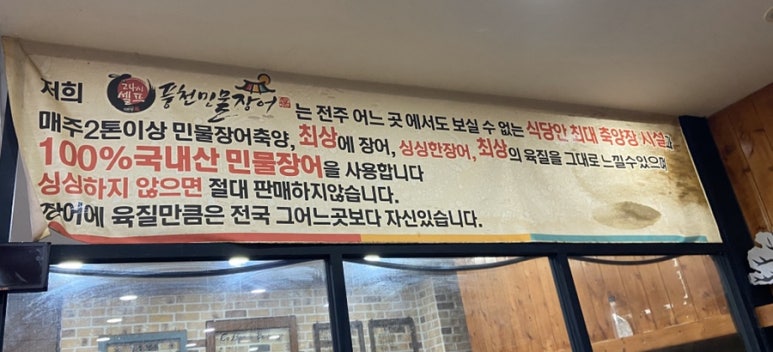 저희 고창 셀프 풍천민물장어 는 전주 어느 곳 에서도 보실 수 없는 식당안 최대 축양장 시설과
매주2톤이상 민물장어축양, 최상에 장어, 싱싱한장어, 최상의 육질을 그대로 느낄수있으며
100%국내산 민물장어을 사용합니다
싱싱하지 않으면 절대 판매하지않습니다.
장어에 육질만큼은 전국 그어느곳보다 자신있습니다.